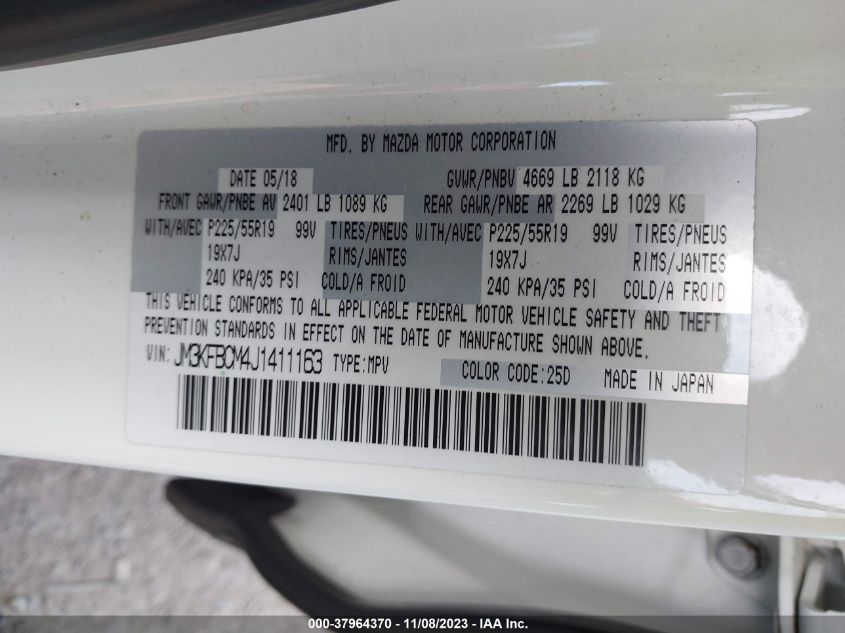 MFD. BY MAZDA MOTOR CORPORATION
DATE 05/18 GVWR/PNBV 4669 LB 2118 KG
FRONT GAWR/PNBE AV 2401 LB 1089 KG REAR GAWR/PNBE AR 2269 LB 1029 KG
WITH/AVEC P225/55R19 99V TIRES/PNEUS WITH/AVEC P225/55R19 99V TIRES/PNEUS
19X7J RIMS/JANTES 19X7J RIMS/JANTES
240 KPA/35 PSI COLD/A FROID 240 KPA/35 PSI COLD/A FROID
THIS VEHICLE CONFORMS TO ALL APPLICABLE FEDERAL MOTOR VEHICLE SAFETY AND THEFT
PREVENTION STANDARDS IN EFFECT ON THE DATE OF MANUFACTURE SHOWN ABOVE.
VIN: JM3KFBCM4J1411163 TYPE:MPV COLOR CODE:25D MADE IN JAPAN
000-37964370 - 11/08/2023 - IAA Inc.